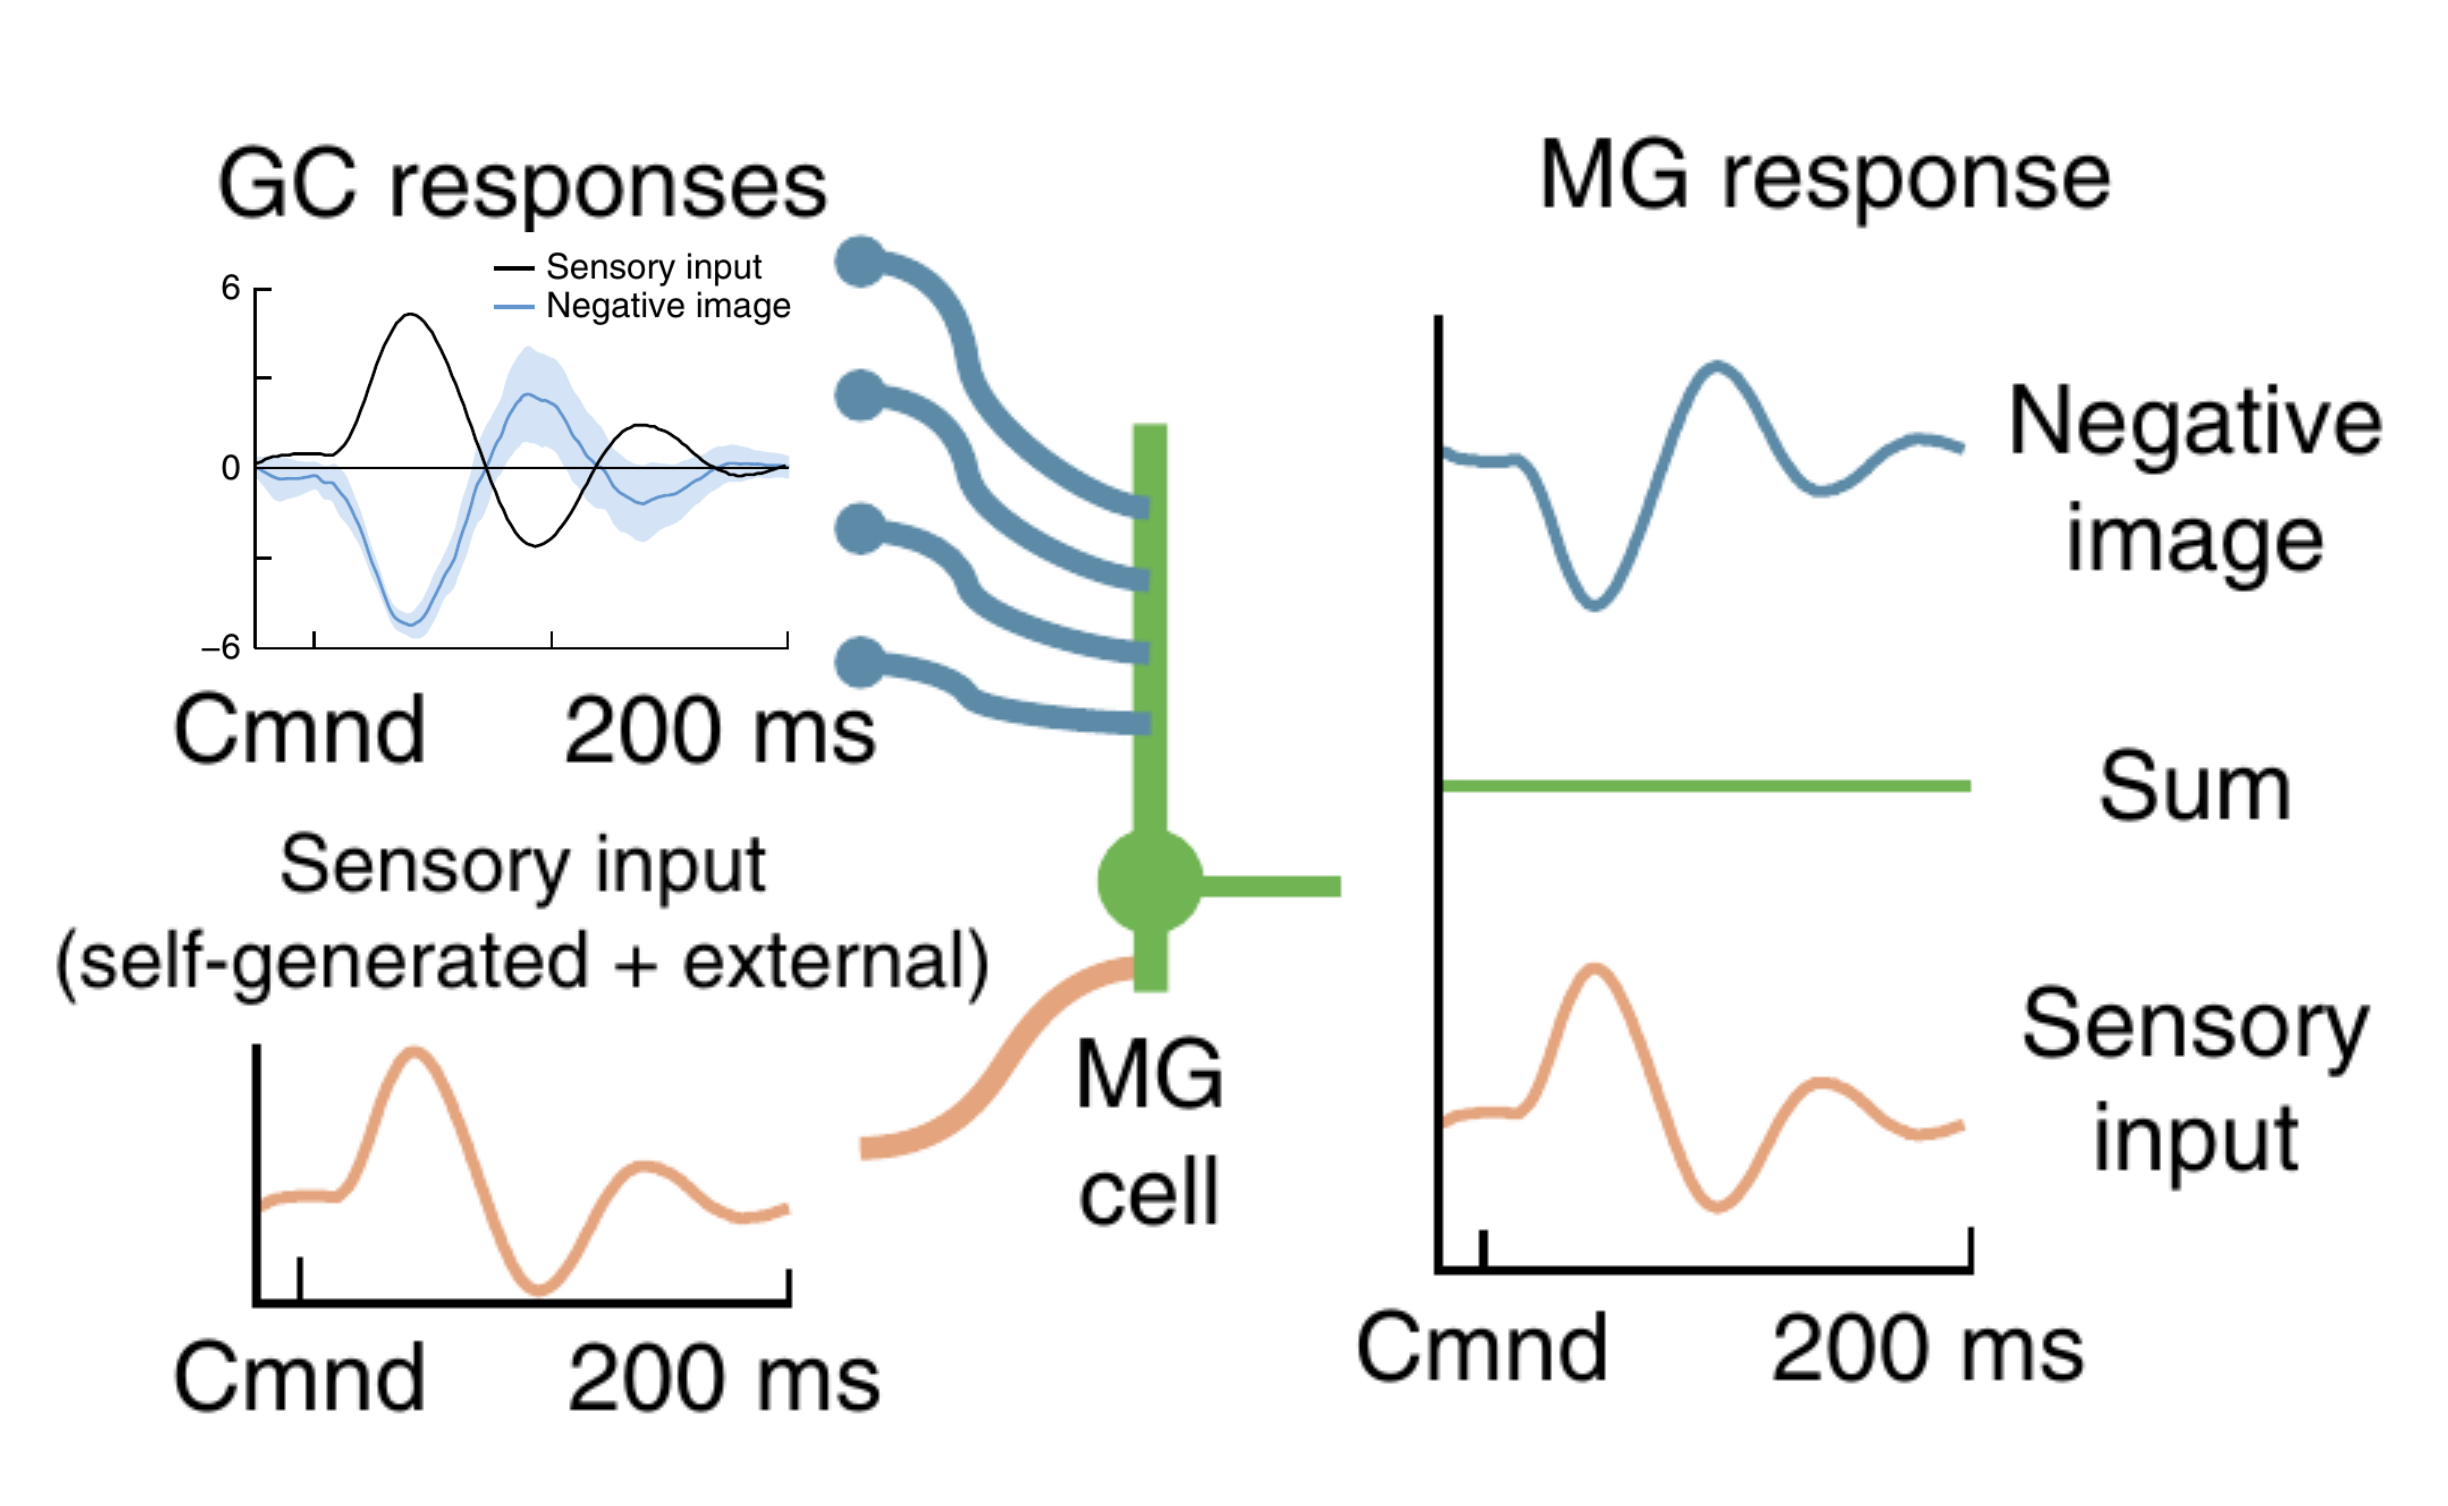 GC responses
Sensory input
Negative image
6
0
−6
Cmnd 200 ms
Sensory input
(self-generated + external)
Cmnd 200 ms
MG
cell
MG response
Negative
image
Sum
Sensory
input
Cmnd 200 ms